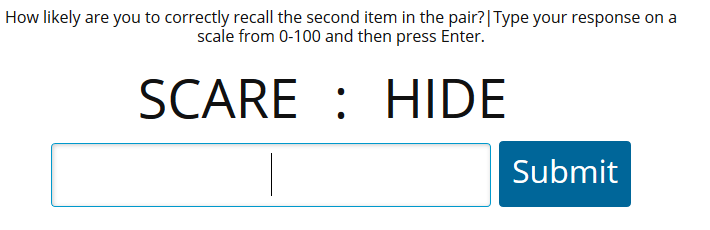 How likely are you to correctly recall the second item in the pair?|Type your response on a
scale from 0-100 and then press Enter.
SCARE : HIDE
Submit